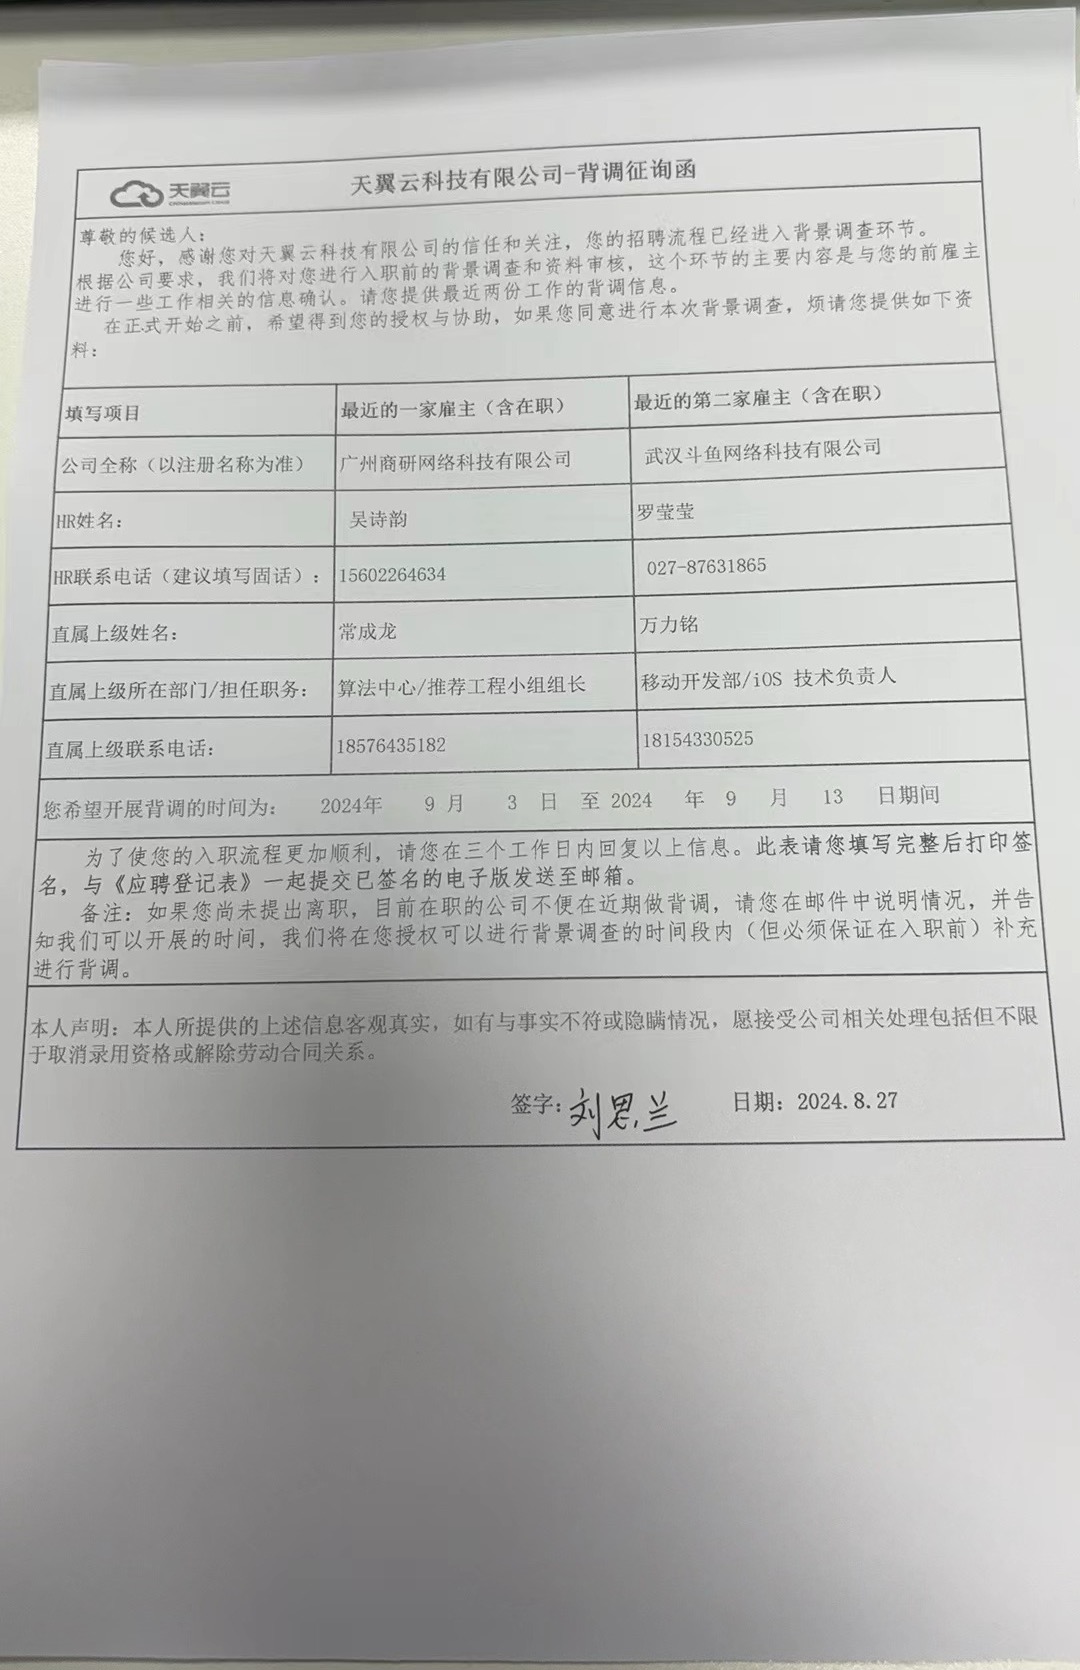 天翼云
天翼云科技有限公司-背调征询函
尊敬的候选人：
您好，感谢您对天翼云科技有限公司的信任和关注，您的招聘流程已经进入背景调查环节。
根据公司要求，我们将对您进行入职前的背景调查和资料审核，这个环节的主要内容是与您的前雇主
进行一些工作相关的信息确认。请您提供最近两份工作的背调信息。
在正式开始之前，希望得到您的授权与协助，如果您同意进行本次背景调查，烦请您提供如下资
料：
填写项目 最近的一家雇主（含在职） 最近的第二家雇主（含在职）
公司全称（以注册名称为准） 广州商研网络科技有限公司 武汉斗鱼网络科技有限公司
HR姓名： 吴诗韵 罗莹莹
HR联系电话（建议填写固话）： 15602264634 027-87631865
直属上级姓名： 常成龙 万力铭
直属上级所在部门/担任职务： 算法中心/推荐工程小组组长 移动开发部/iOS 技术负责人
直属上级联系电话： 18576435182 18154330525
您希望开展背调的时间为： 2024年 9 月 3 日 至 2024 年 9 月 13 日期间
为了使您的入职流程更加顺利，请您在三个工作日内回复以上信息。此表请您填写完整后打印签
名，与《应聘登记表》一起提交已签名的电子版发送至邮箱。
备注：如果您尚未提出离职，目前在职的公司不便在近期做背调，请您在邮件中说明情况，并告
知我们可以开展的时间，我们将在您授权可以进行背景调查的时间段内（但必须保证在入职前）补充
进行背调。
本人声明：本人所提供的上述信息客观真实，如有与事实不符或隐瞒情况，愿接受公司相关处理包括但不限
于取消录用资格或解除劳动合同关系。
签字：刘思兰 日期：2024.8.27